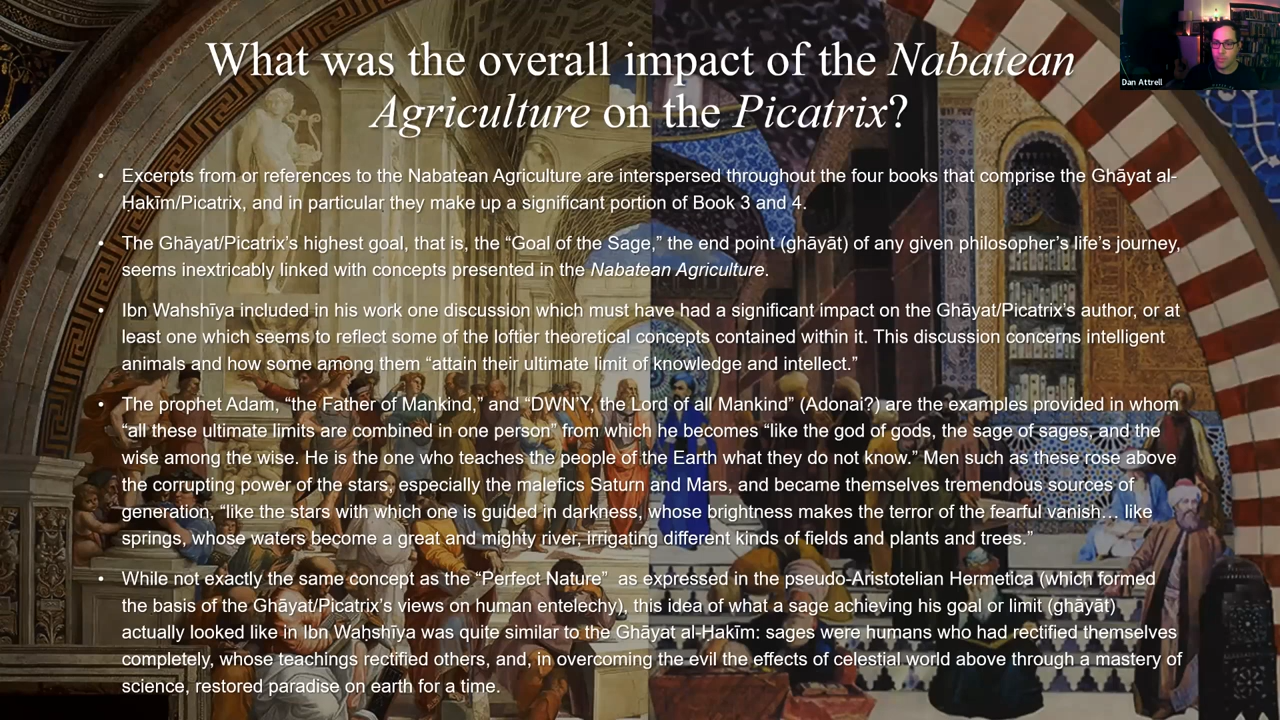 What was the overall impact of the Nabatean
Agriculture on the Picatrix?
Dan Attrell
• Excerpts from or references to the Nabatean Agriculture are interspersed throughout the four books that comprise the Ghāyat al-
Ḥakīm/Picatrix, and in particular they make up a significant portion of Book 3 and 4.
• The Ghāyat/Picatrix's highest goal, that is, the “Goal of the Sage,” the end point (ghāyāt) of any given philosopher's life's journey,
seems inextricably linked with concepts presented in the Nabatean Agriculture.
• Ibn Waḥshīya included in his work one discussion which must have had a significant impact on the Ghāyat/Picatrix's author, or at
least one which seems to reflect some of the loftier theoretical concepts contained within it. This discussion concerns intelligent
animals and how some among them “attain their ultimate limit of knowledge and intellect.”
• The prophet Adam, “the Father of Mankind,” and “DWN'Y, the Lord of all Mankind” (Adonai?) are the examples provided in whom
“all these ultimate limits are combined in one person” from which he becomes “like the god of gods, the sage of sages, and the
wise among the wise. He is the one who teaches the people of the Earth what they do not know.” Men such as these rose above
the corrupting power of the stars, especially the malefics Saturn and Mars, and became themselves tremendous sources of
generation, “like the stars with which one is guided in darkness, whose brightness makes the terror of the fearful vanish… like
springs, whose waters become a great and mighty river, irrigating different kinds of fields and plants and trees.”
• While not exactly the same concept as the “Perfect Nature” as expressed in the pseudo-Aristotelian Hermetica (which formed
the basis of the Ghāyat/Picatrix's views on human entelechy), this idea of what a sage achieving his goal or limit (ghāyāt)
actually looked like in Ibn Waḥshīya was quite similar to the Ghāyat al-Ḥakīm: sages were humans who had rectified themselves
completely, whose teachings rectified others, and, in overcoming the evil the effects of celestial world above through a mastery of
science, restored paradise on earth for a time.